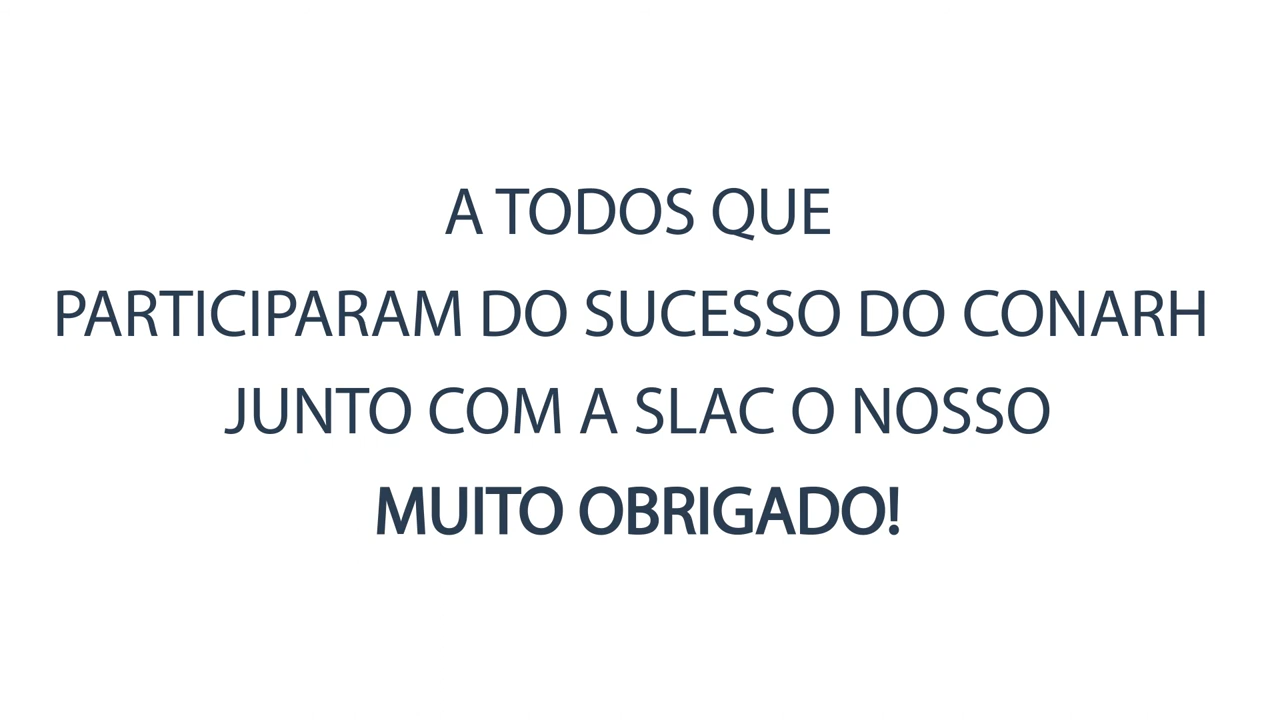 A TODOS QUE
PARTICIPARAM DO SUCESSO DO CONARH
JUNTO COM A SLAC O NOSSO
MUITO OBRIGADO!